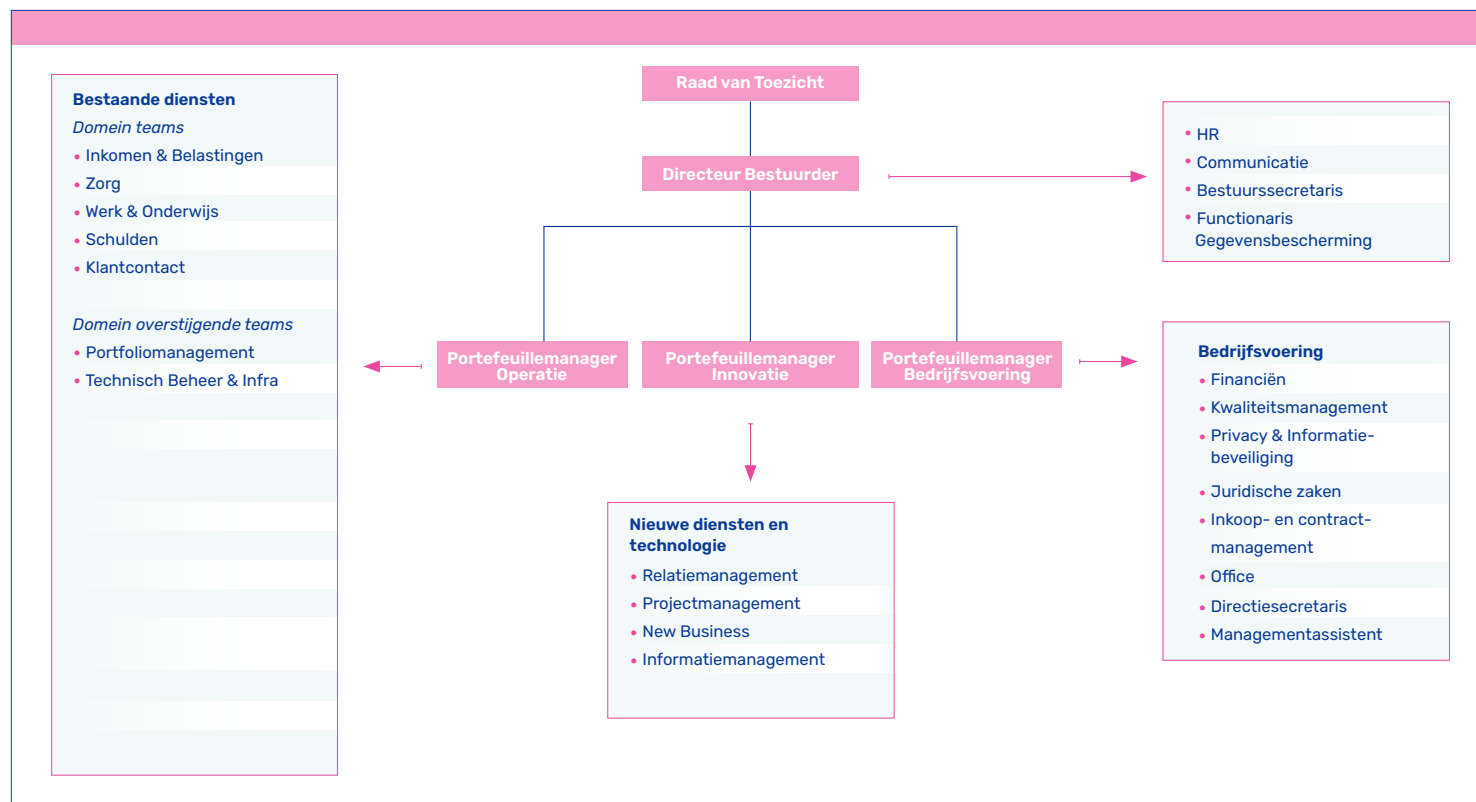 Raad van Toezicht
Directeur Bestuurder
Portefeuillemanager
Operatie
Portefeuillemanager
Innovatie
Portefeuillemanager
Bedrijfsvoering
Bestaande diensten
Domein teams
• Inkomen & Belastingen
• Zorg
• Werk & Onderwijs
• Schulden
• Klantcontact
Domein overstijgende teams
• Portfoliomanagement
• Technisch Beheer & Infra
Nieuwe diensten en
technologie
• Relatiemanagement
• Projectmanagement
• New Business
• Informatiemanagement
• HR
• Communicatie
• Bestuurssecretaris
• Functionaris
Gegevensbescherming
Bedrijfsvoering
• Financiën
• Kwaliteitsmanagement
• Privacy & Informatie-
beveiliging
• Juridische zaken
• Inkoop- en contract-
management
• Office
• Directiesecretaris
• Managementassistent